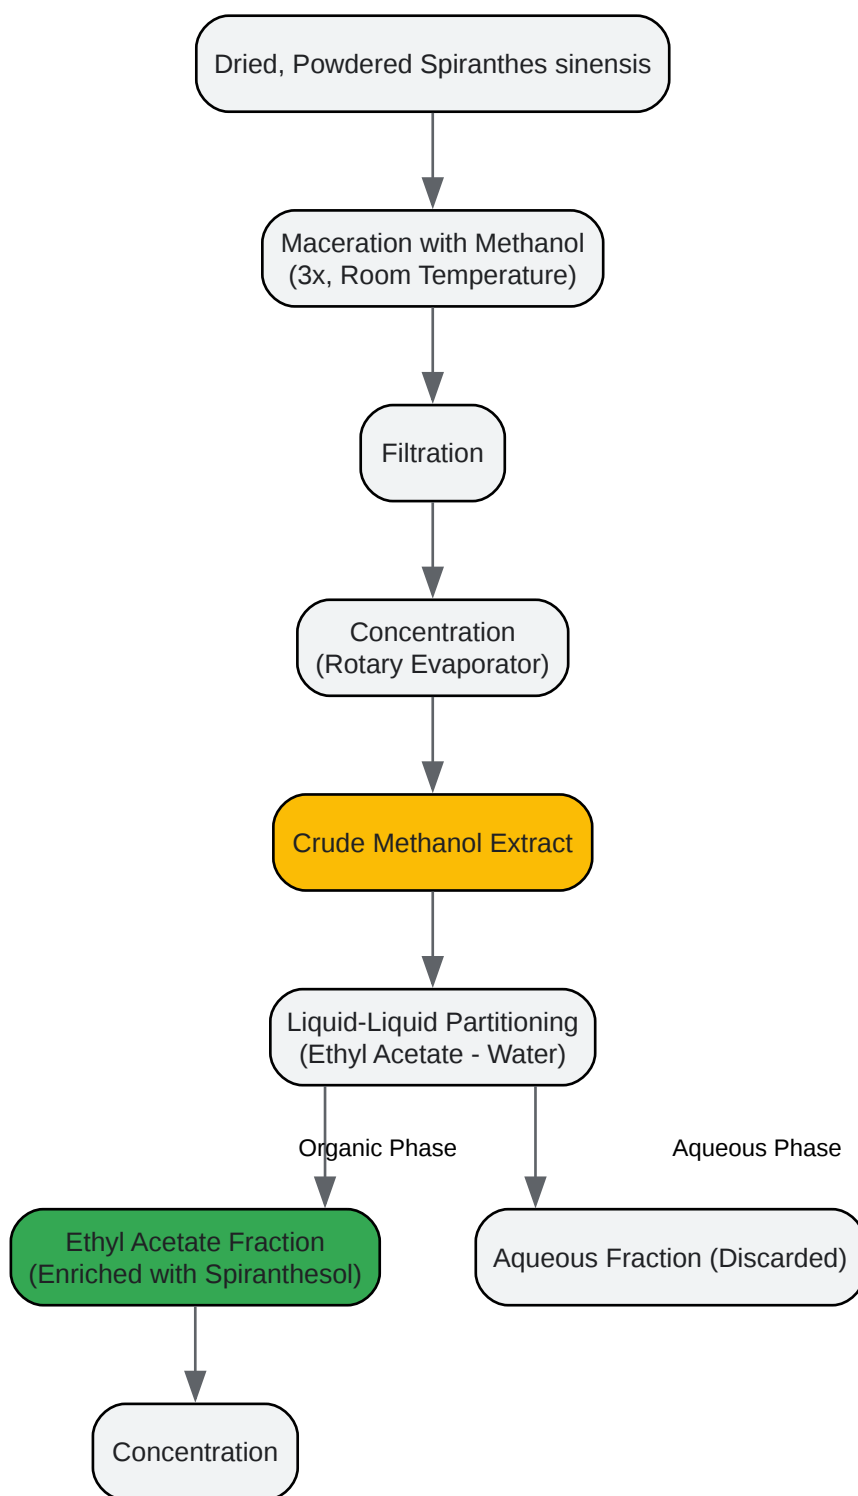 Dried, Powdered Spiranthes sinensis
Maceration with Methanol
(3x, Room Temperature)
Filtration
Concentration
(Rotary Evaporator)
Crude Methanol Extract
Liquid-Liquid Partitioning
(Ethyl Acetate - Water)
Organic Phase
Aqueous Phase
Ethyl Acetate Fraction
(Enriched with Spiranthesol)
Aqueous Fraction (Discarded)
Concentration